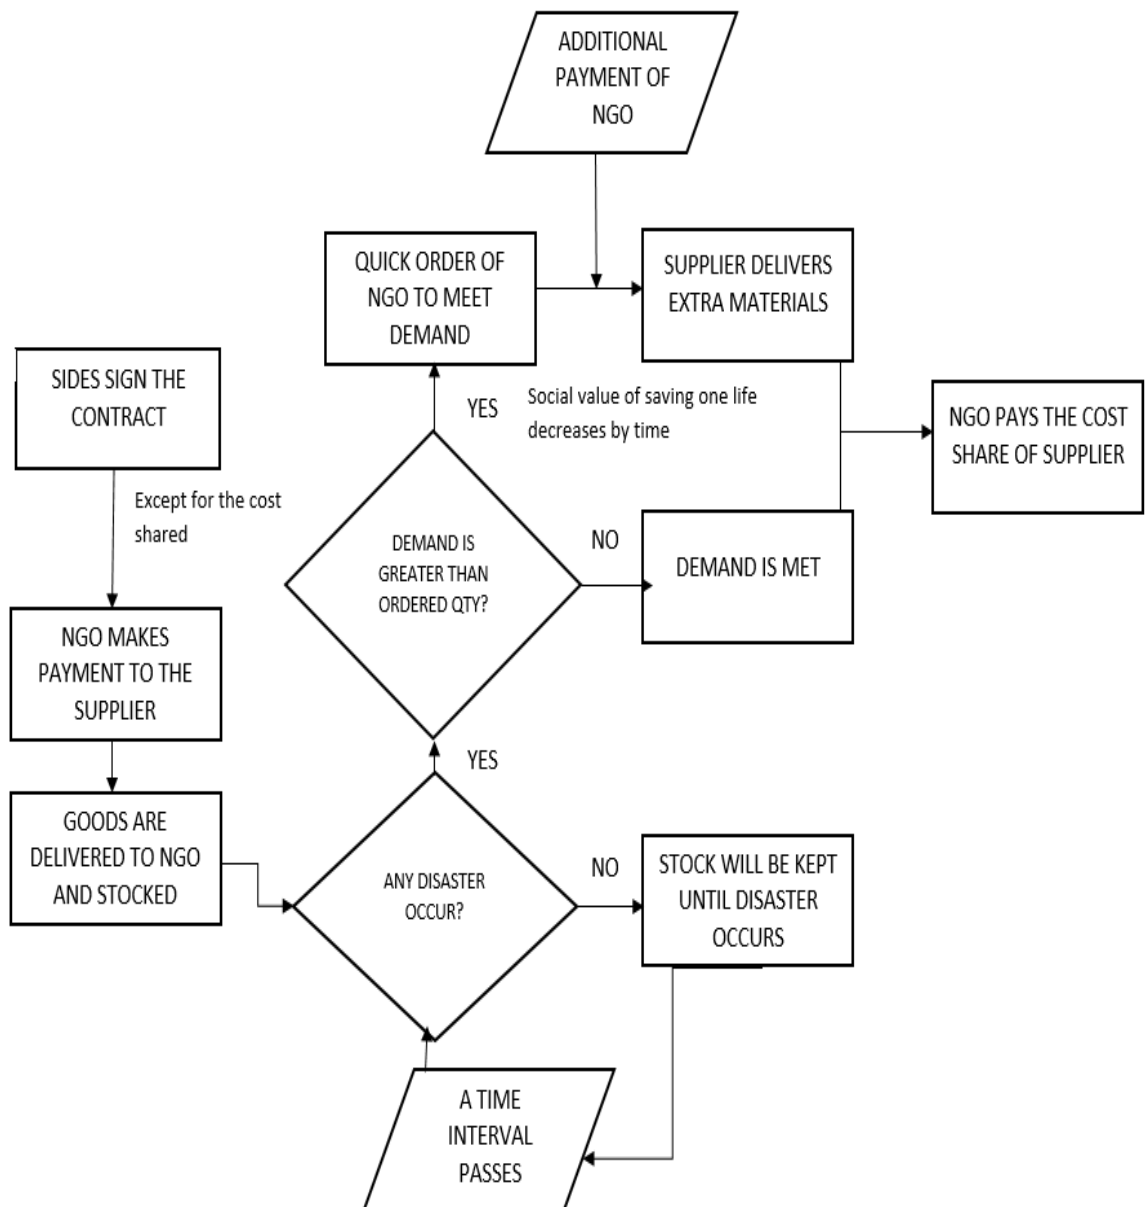 ADDITIONAL
PAYMENT OF
NGO
QUICK ORDER OF
NGO TO MEET
DEMAND
SUPPLIER DELIVERS
EXTRA MATERIALS
SIDES SIGN THE
CONTRACT
YES
Social value of saving one life
decreases by time
NGO PAYS THE COST
SHARE OF SUPPLIER
Except for the cost
shared
DEMAND IS
GREATER THAN
ORDERED QTY?
NO
DEMAND IS MET
NGO MAKES
PAYMENT TO THE
SUPPLIER
YES
GOODS ARE
DELIVERED TO NGO
AND STOCKED
ANY DISASTER
OCCUR?
NO
STOCK WILL BE KEPT
UNTIL DISASTER
OCCURS
A TIME
INTERVAL
PASSES